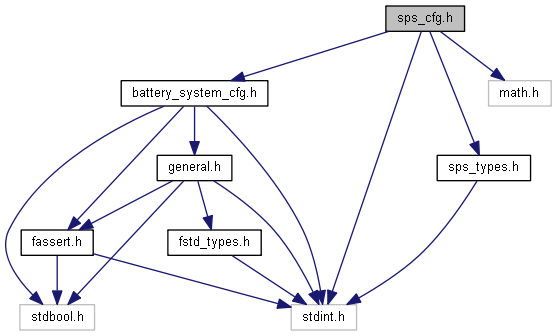 sps_cfg.h
battery_system_cfg.h
math.h
general.h
sps_types.h
fassert.h
fstd_types.h
stdbool.h
stdint.h